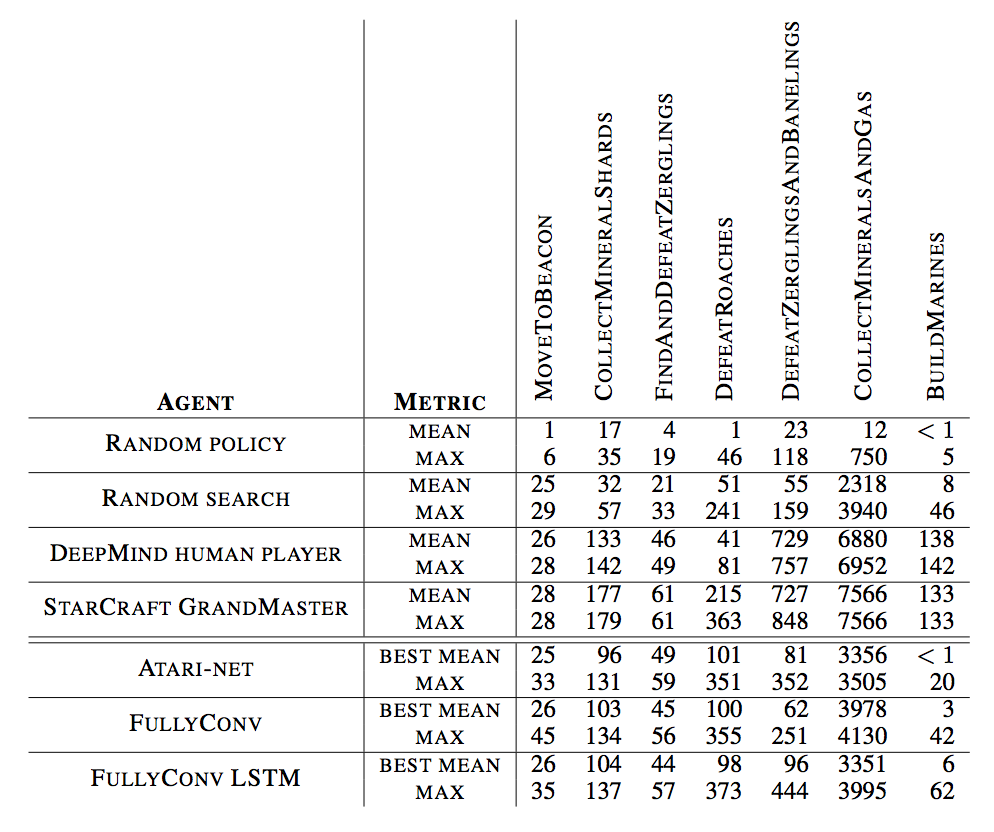 AGENT METRIC MOVETOBEACON COLLECTMINERALSHARDS FINDANDDEFEATZERGLINGS DEFEATROACHES DEFEATZERGLINGSANDBANELINGS COLLECTMINERALSANDGAS BUILDMARINES
RANDOM POLICY MEAN 1 17 4 1 23 12 < 1
MAX 6 35 19 46 118 750 5
RANDOM SEARCH MEAN 25 32 21 51 55 2318 8
MAX 29 57 33 241 159 3940 46
DEEPMIND HUMAN PLAYER MEAN 26 133 46 41 729 6880 138
MAX 28 142 49 81 757 6952 142
STARCRAFT GRANDMASTER MEAN 28 177 61 215 727 7566 133
MAX 28 179 61 363 848 7566 133
ATARI-NET BEST MEAN 25 96 49 101 81 3356 < 1
MAX 33 131 59 351 352 3505 20
FULLYCONV BEST MEAN 26 103 45 100 62 3978 3
MAX 45 134 56 355 251 4130 42
FULLYCONV LSTM BEST MEAN 26 104 44 98 96 3351 6
MAX 35 137 57 373 444 3995 62